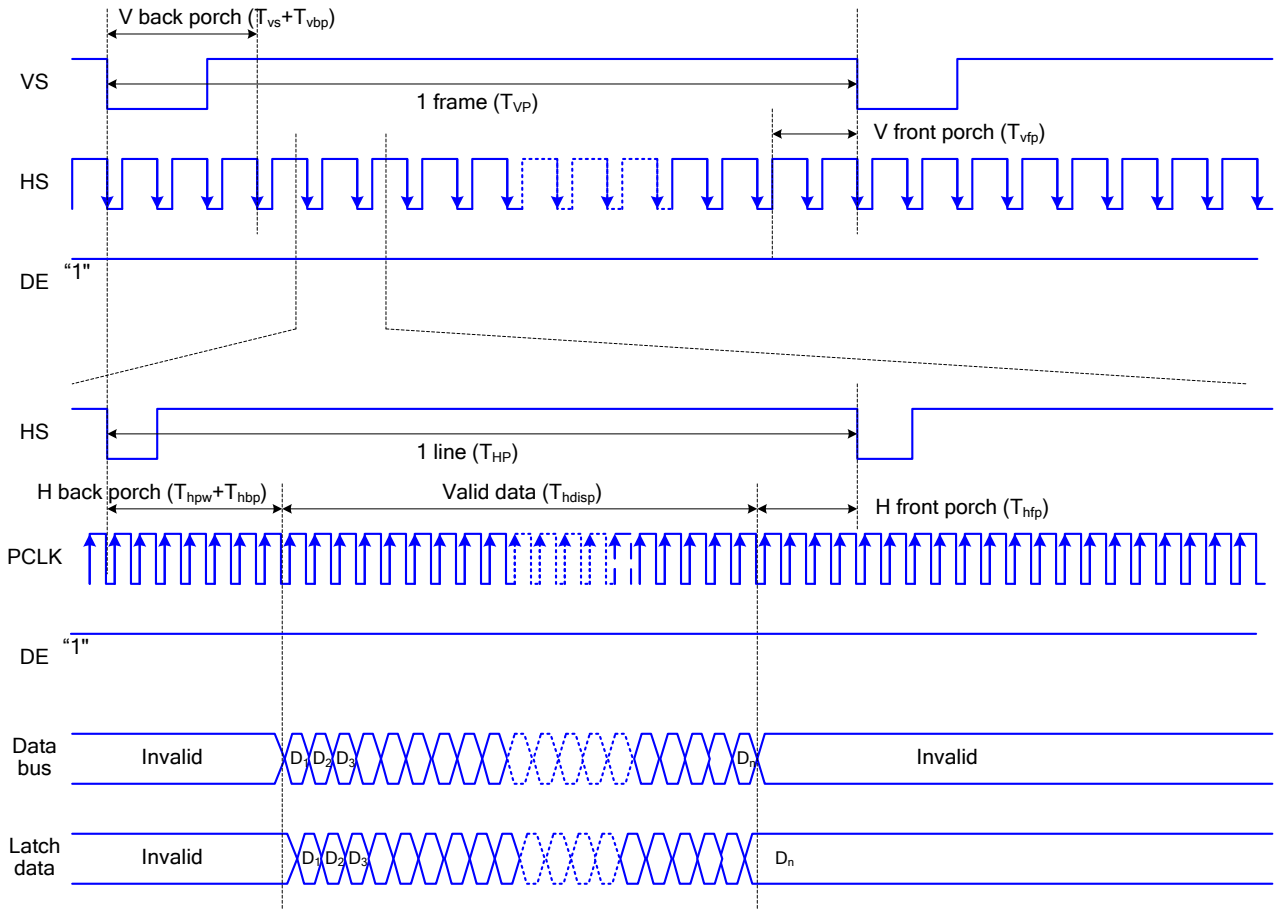 V back porch (Tvs+Tvbp)
VS
1 frame (TVP)
V front porch (Tvfp)
HS
DE "1"
HS
1 line (THP)
H back porch (Thpw+Thbp)
Valid data (Thdisp)
H front porch (Thfp)
PCLK
DE "1"
Data
bus
Invalid
D1 D2 D3
Dn
Invalid
Latch
data
Invalid
D1 D2 D3
Dn